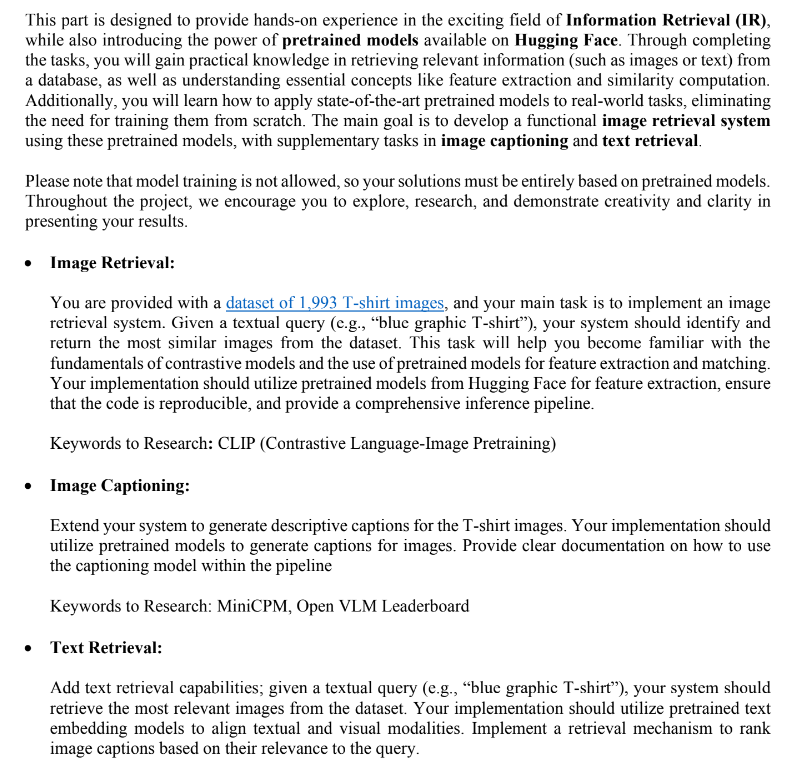 This part is designed to provide hands-on experience in the exciting field of Information Retrieval (IR),
while also introducing the power of pretrained models available on Hugging Face. Through completing
the tasks, you will gain practical knowledge in retrieving relevant information (such as images or text) from
a database, as well as understanding essential concepts like feature extraction and similarity computation.
Additionally, you will learn how to apply state-of-the-art pretrained models to real-world tasks, eliminating
the need for training them from scratch. The main goal is to develop a functional image retrieval system
using these pretrained models, with supplementary tasks in image captioning and text retrieval.
Please note that model training is not allowed, so your solutions must be entirely based on pretrained models.
Throughout the project, we encourage you to explore, research, and demonstrate creativity and clarity in
presenting your results.
• Image Retrieval:
You are provided with a dataset of 1,993 T-shirt images, and your main task is to implement an image
retrieval system. Given a textual query (e.g., “blue graphic T-shirt”), your system should identify and
return the most similar images from the dataset. This task will help you become familiar with the
fundamentals of contrastive models and the use of pretrained models for feature extraction and matching.
Your implementation should utilize pretrained models from Hugging Face for feature extraction, ensure
that the code is reproducible, and provide a comprehensive inference pipeline.
Keywords to Research: CLIP (Contrastive Language-Image Pretraining)
• Image Captioning:
Extend your system to generate descriptive captions for the T-shirt images. Your implementation should
utilize pretrained models to generate captions for images. Provide clear documentation on how to use
the captioning model within the pipeline
Keywords to Research: MiniCPM, Open VLM Leaderboard
• Text Retrieval:
Add text retrieval capabilities; given a textual query (e.g., “blue graphic T-shirt”), your system should
retrieve the most relevant images from the dataset. Your implementation should utilize pretrained text
embedding models to align textual and visual modalities. Implement a retrieval mechanism to rank
image captions based on their relevance to the query.